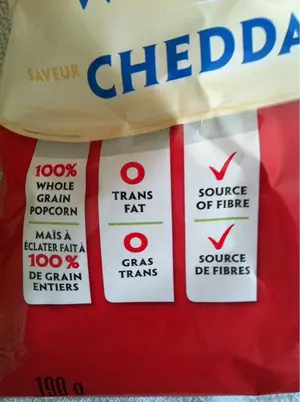 SAVEUR CHEDDA
100%
WHOLE
GRAIN
POPCORN
MAÏS À
ÉCLATER FAIT À
100%
DE GRAIN
ENTIERS
0
TRANS
FAT
0
GRAS
TRANS
SOURCE
OF FIBRE
SOURCE
DE FIBRES
190 g